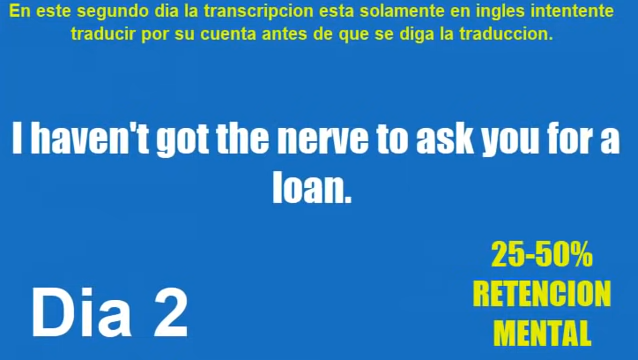 En este segundo dia la transcripcion esta solamente en ingles intentente
traducir por su cuenta antes de que se diga la traduccion.
I haven't got the nerve to ask you for a
loan.
25-50%
RETENCION
MENTAL
Dia 2